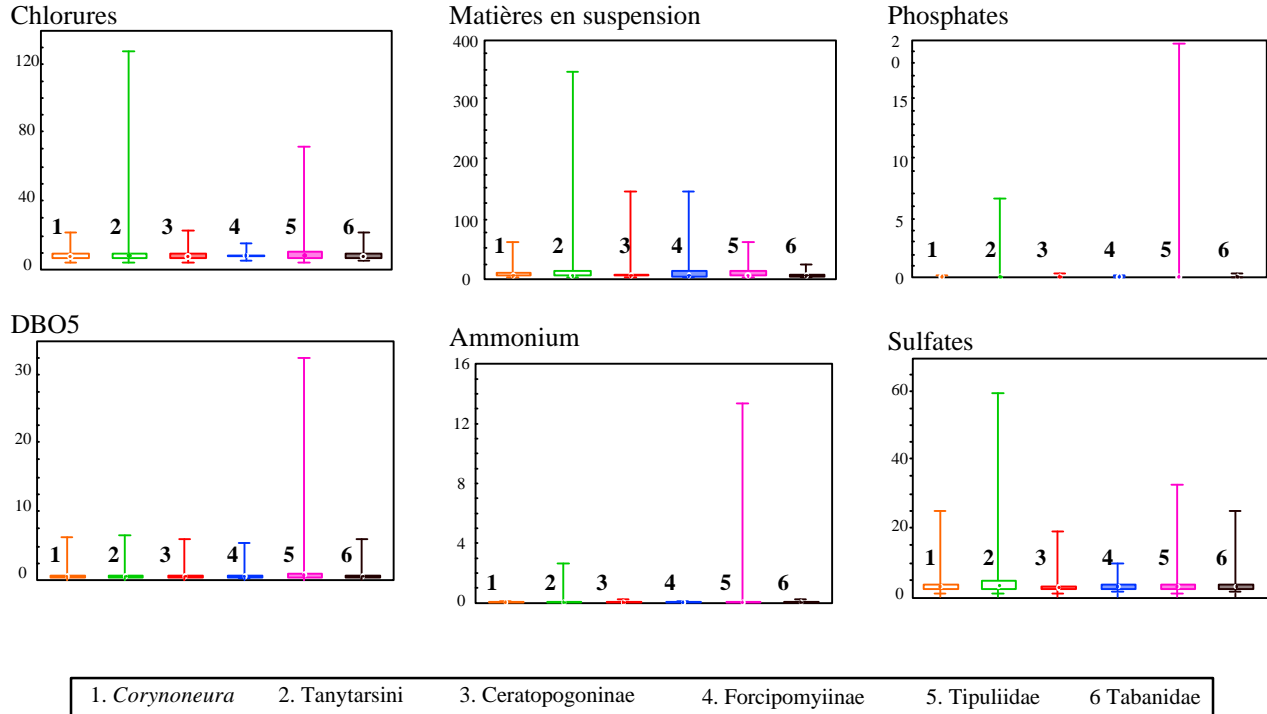 Chlorures
120
80
40
0
1 2 3 4 5 6
Matières en suspension
400
300
200
100
0
1 2 3 4 5 6
Phosphates
2
0
15
10
5
0
1 2 3 4 5 6
DBO5
30
20
10
0
1 2 3 4 5 6
Ammonium
16
12
8
4
0
1 2 3 4 5 6
Sulfates
60
40
20
0
1 2 3 4 5 6
1. Corynoneura 2. Tanytarsini 3. Ceratopogoninae 4. Forcipomyiinae 5. Tipuliidae 6 Tabanidae